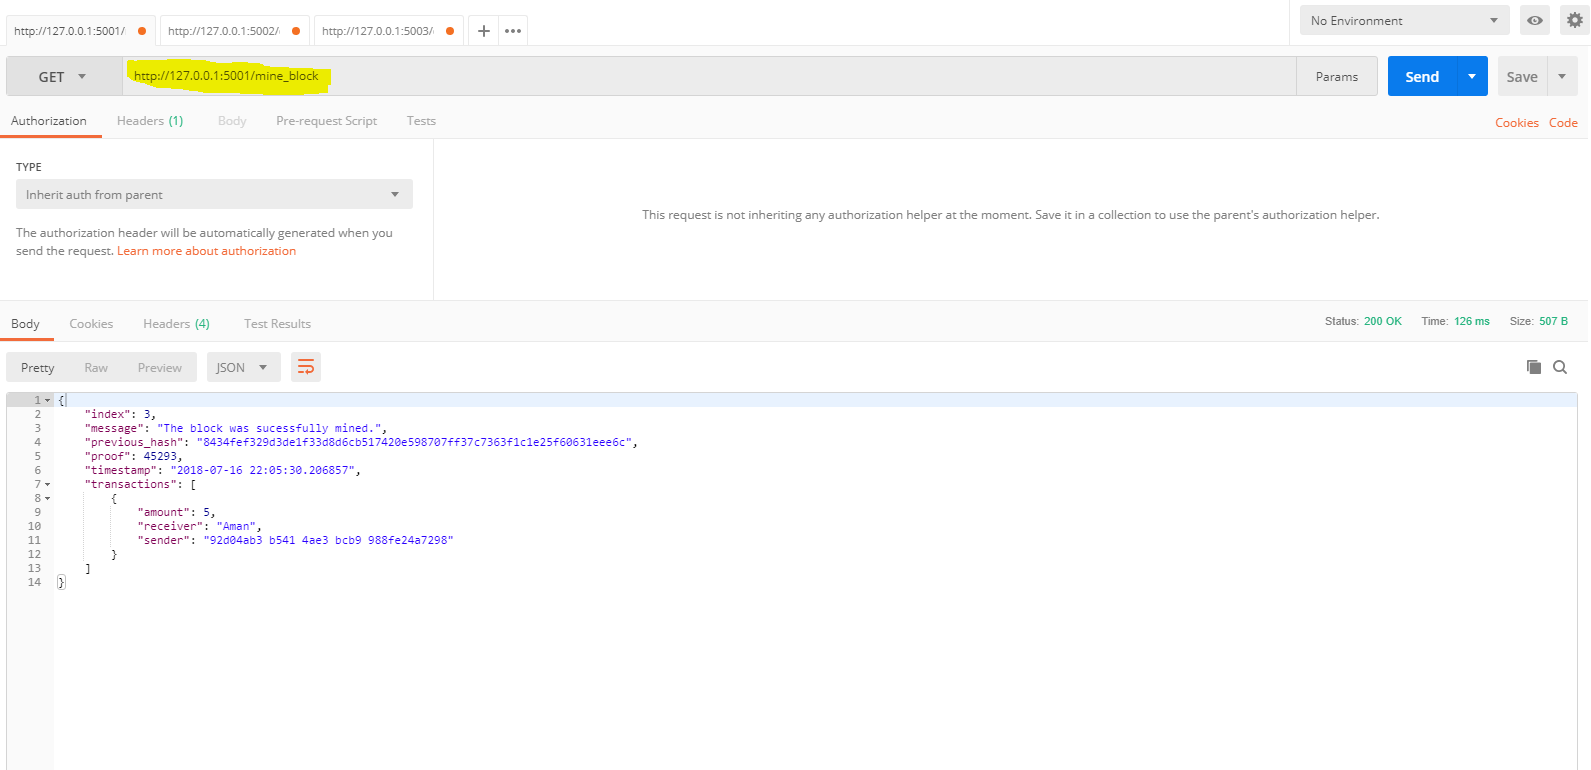 http://127.0.0.1:5001/ http://127.0.0.1:5002/ http://127.0.0.1:5003/ No Environment
GET http://127.0.0.1:5001/mine_block Params Send Save
Authorization Headers (1) Body Pre-request Script Tests Cookies Code
TYPE
Inherit auth from parent
The authorization header will be automatically generated when you
send the request. Learn more about authorization
This request is not inheriting any authorization helper at the moment. Save it in a collection to use the parent's authorization helper.
Body Cookies Headers (4) Test Results Status: 200 OK Time: 126 ms Size: 507 B
Pretty Raw Preview JSON
1 {
2 "index": 3,
3 "message": "The block was sucessfully mined.",
4 "previous_hash": "8434fef329d3de1f33d8d6cb517420e598707ff37c7363f1c1e25f60631eee6c",
5 "proof": 45293,
6 "timestamp": "2018-07-16 22:05:30.206857",
7 "transactions": [
8 {
9 "amount": 5,
10 "receiver": "Aman",
11 "sender": "92d04ab3 b541 4ae3 bcb9 988fe24a7298"
12 }
13 ]
14 }